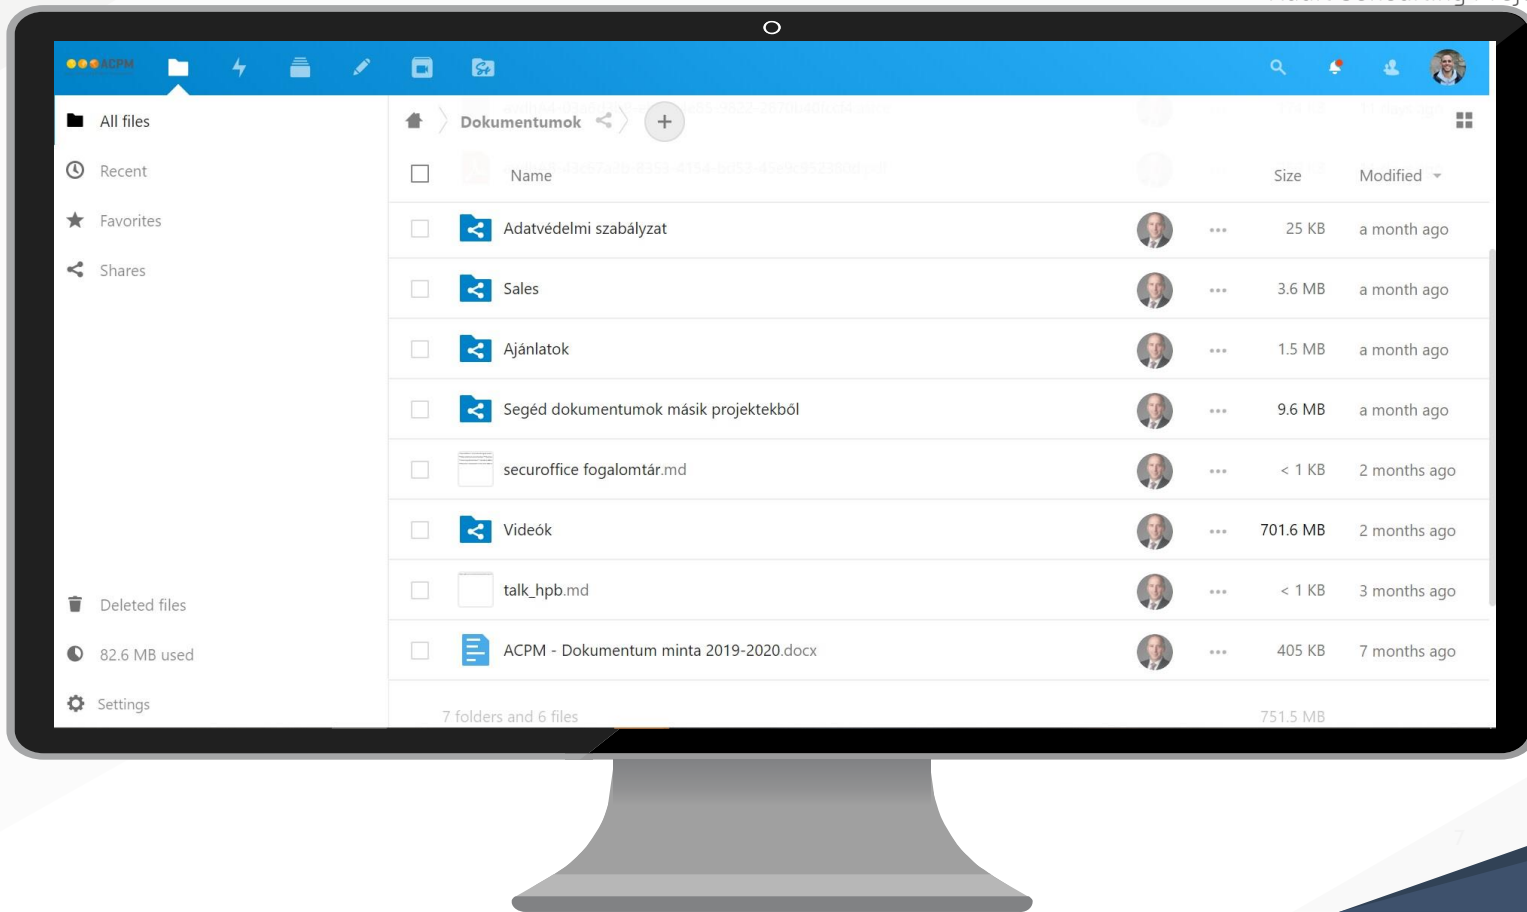 ACPM
All files
Recent
Favorites
Shares
Deleted files
82.6 MB used
Settings
Dokumentumok
Name Size Modified
Adatvédelmi szabályzat 25 KB a month ago
Sales 3.6 MB a month ago
Ajánlatok 1.5 MB a month ago
Segéd dokumentumok másik projektekből 9.6 MB a month ago
securoffice fogalomtár.md < 1 KB 2 months ago
Videók 701.6 MB 2 months ago
talk_hpb.md < 1 KB 3 months ago
ACPM - Dokumentum minta 2019-2020.docx 405 KB 7 months ago
7 folders and 6 files 751.5 MB
7